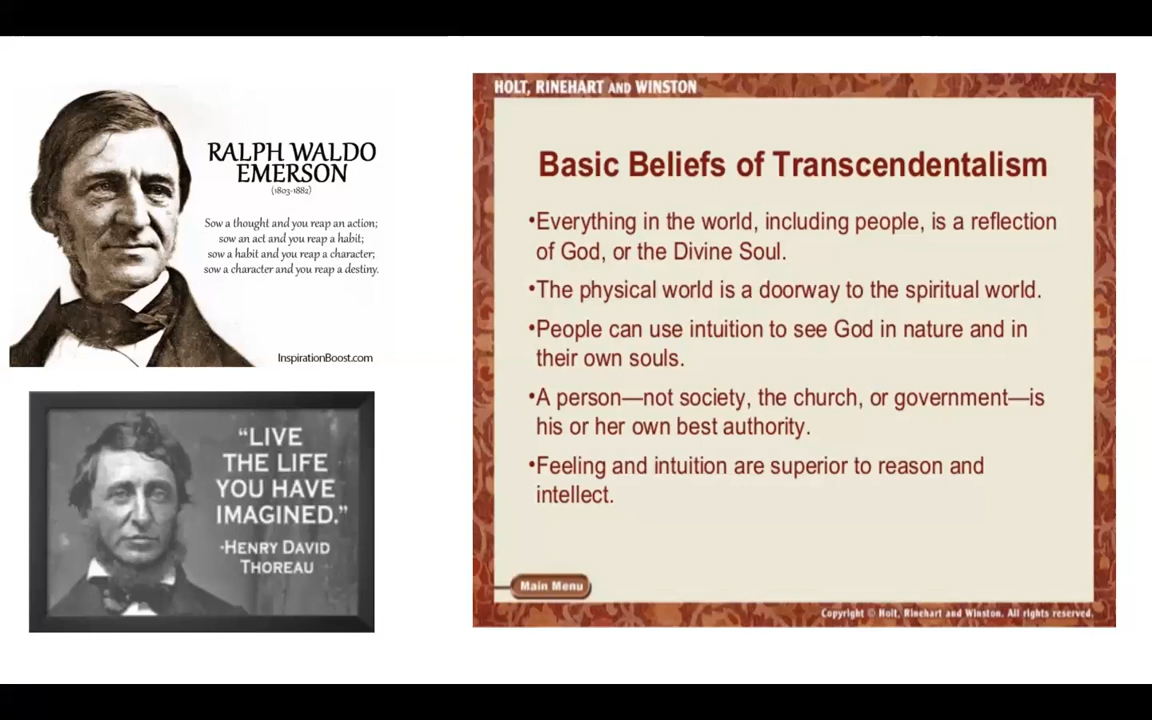 RALPH WALDO
EMERSON
(1803-1882)
Sow a thought and you reap an action;
sow an act and you reap a habit;
sow a habit and you reap a character;
sow a character and you reap a destiny.
InspirationBoost.com
“LIVE
THE LIFE
YOU HAVE
IMAGINED.”
-HENRY DAVID
THOREAU
HOLT, RINEHART AND WINSTON
Basic Beliefs of Transcendentalism
•Everything in the world, including people, is a reflection
of God, or the Divine Soul.
•The physical world is a doorway to the spiritual world.
•People can use intuition to see God in nature and in
their own souls.
•A person—not society, the church, or government—is
his or her own best authority.
•Feeling and intuition are superior to reason and
intellect.
Main Menu
Copyright © Holt, Rinehart and Winston. All rights reserved.